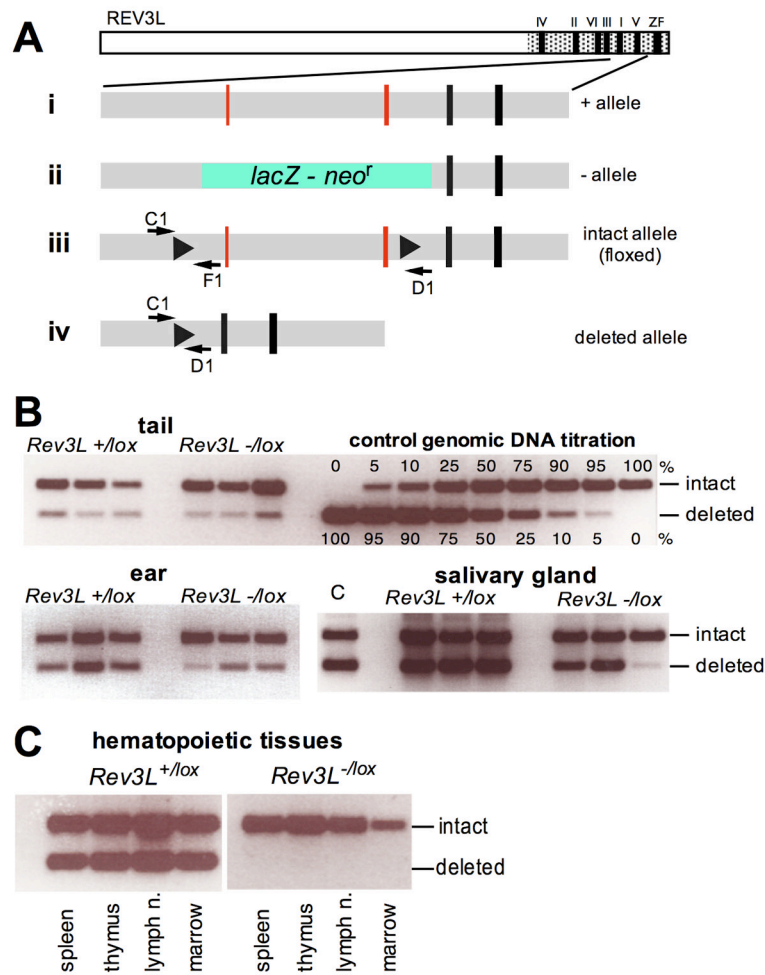 A
REV3L
IV II VI III I V ZF
i
+ allele
ii
lacZ - neoʳ
- allele
iii
C1
F1
D1
intact allele
(floxed)
iv
C1
D1
deleted allele
B
tail
Rev3L +/lox Rev3L -/lox
control genomic DNA titration
0 5 10 25 50 75 90 95 100 %
intact
deleted
100 95 90 75 50 25 10 5 0 %
ear
Rev3L +/lox Rev3L -/lox
salivary gland
C Rev3L +/lox Rev3L -/lox
intact
deleted
C
hematopoietic tissues
Rev3L+/lox Rev3L-/lox
intact
deleted
spleen thymus lymph n. marrow spleen thymus lymph n. marrow